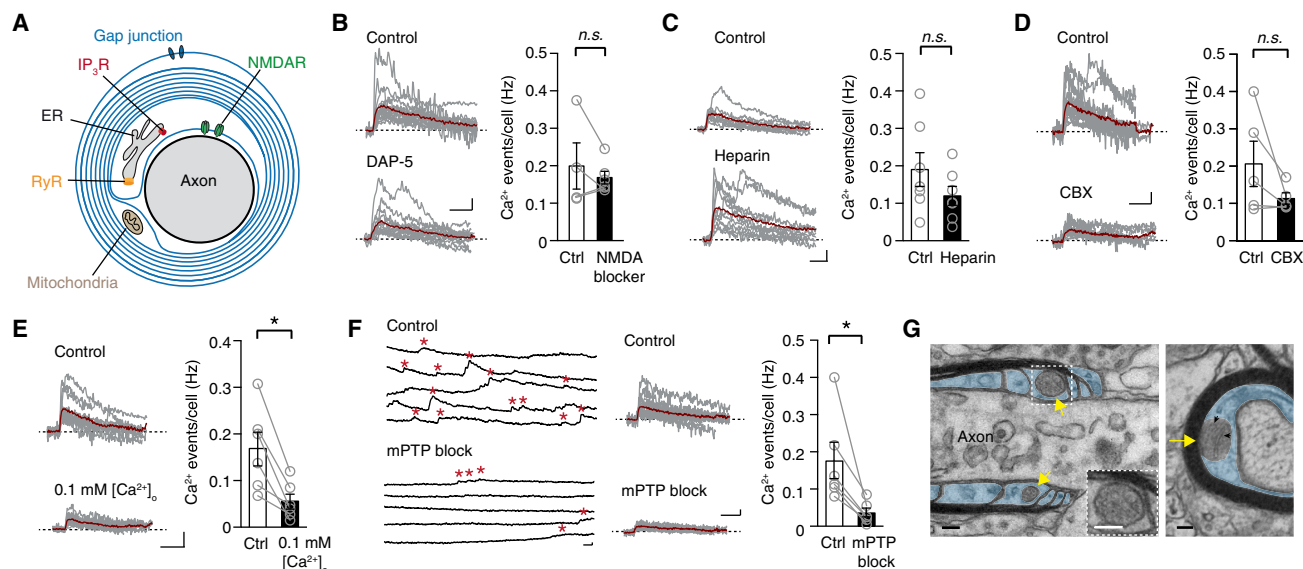 A
Gap junction
IP₃R
NMDAR
ER
RyR
Axon
Mitochondria
B
Control
DAP-5
n.s.
Ca²⁺ events/cell (Hz)
0.5
0.4
0.3
0.2
0.1
0
Ctrl NMDA
blocker
C
Control
Heparin
n.s.
Ca²⁺ events/cell (Hz)
0.5
0.4
0.3
0.2
0.1
0
Ctrl Heparin
D
Control
CBX
n.s.
Ca²⁺ events/cell (Hz)
0.5
0.4
0.3
0.2
0.1
0
Ctrl CBX
E
Control
0.1 mM [Ca²⁺]ₒ
*
Ca²⁺ events/cell (Hz)
0.4
0.3
0.2
0.1
0
Ctrl 0.1 mM
[Ca²⁺]ₒ
F
Control
* * * * * * * * * * * * *
mPTP block
* * * * *
Control
mPTP block
*
Ca²⁺ events/cell (Hz)
0.5
0.4
0.3
0.2
0.1
0
Ctrl mPTP
block
G
Axon